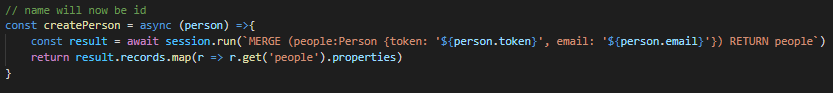 // name will now be id
const createPerson = async (person) =>{
    const result = await session.run(`MERGE (people:Person {token: '${person.token}', email: '${person.email}'}) RETURN people`)
    return result.records.map(r => r.get('people').properties)
}